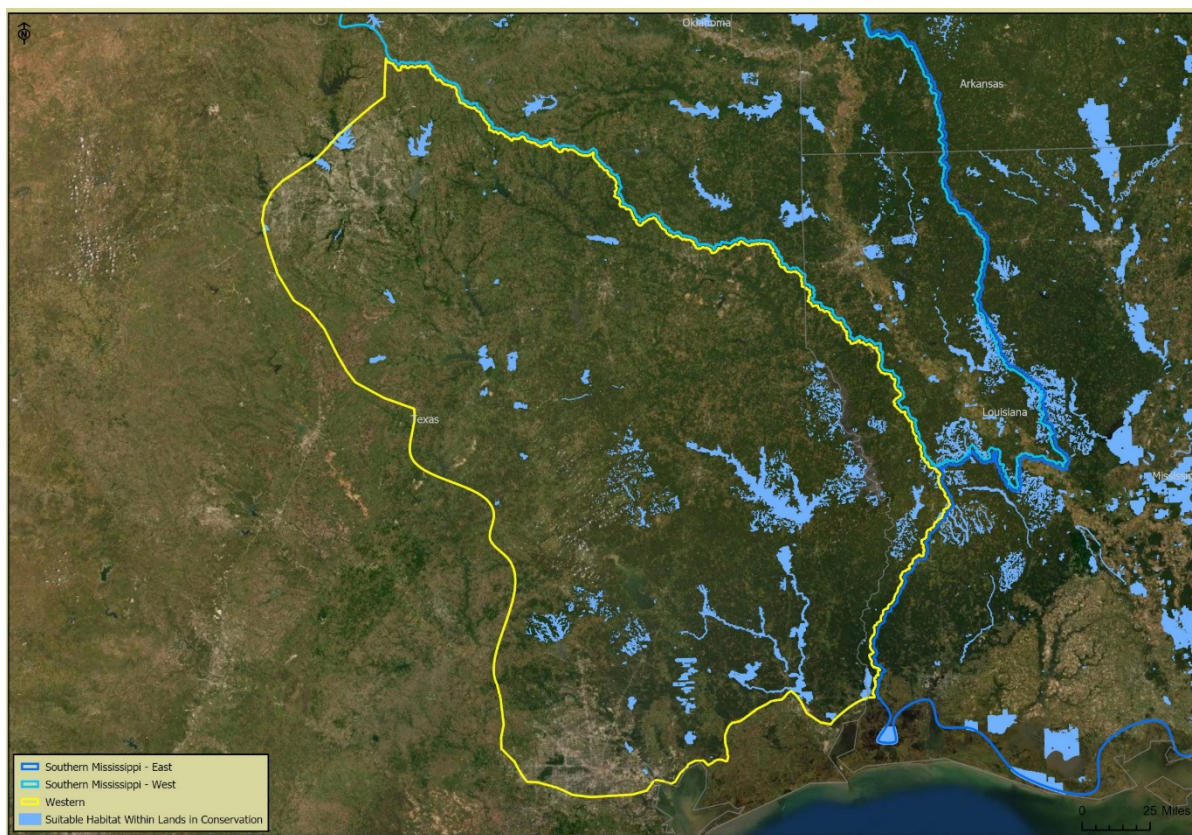 N
Oklahoma
Arkansas
Texas
Louisiana
Southern Mississippi - East
Southern Mississippi - West
Western
Suitable Habitat Within Lands in Conservation
0 25 Miles